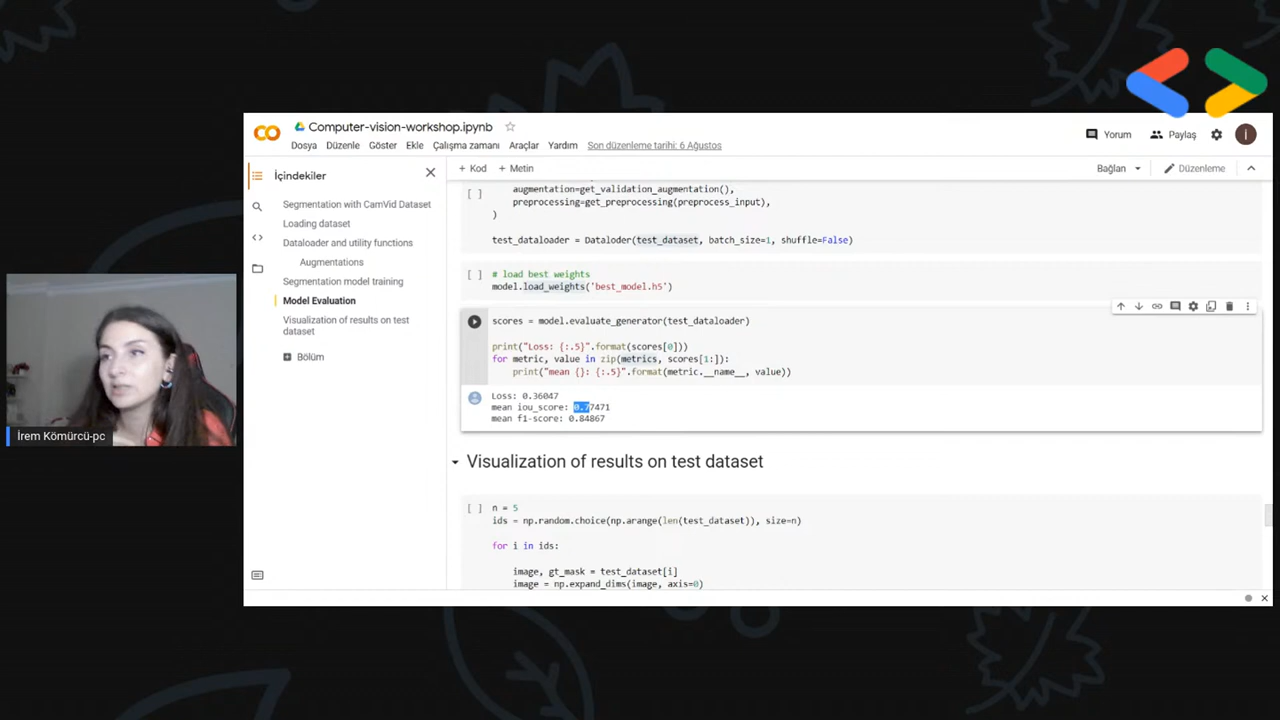 Computer-vision-workshop.ipynb
Dosya Düzenle Göster Ekle Çalışma zamanı Araçlar Yardım Son düzenleme tarihi: 6 Ağustos
Yorum Paylaş i
İçindekiler
+ Kod + Metin
Bağlan Düzenleme
Segmentation with CamVid Dataset
Loading dataset
Dataloader and utility functions
Augmentations
Segmentation model training
Model Evaluation
Visualization of results on test
dataset
Bölüm
augmentation=get_validation_augmentation(),
[ ] preprocessing=get_preprocessing(preprocess_input),
)
test_dataloader = Dataloder(test_dataset, batch_size=1, shuffle=False)
[ ] # load best weights
model.load_weights('best_model.h5')
scores = model.evaluate_generator(test_dataloader)
print("Loss: {:.5}".format(scores[0]))
for metric, value in zip(metrics, scores[1:]):
print("mean {}: {:.5}".format(metric.__name__, value))
Loss: 0.36047
mean iou_score: 0.77471
mean f1-score: 0.84867
Visualization of results on test dataset
[ ] n = 5
ids = np.random.choice(np.arange(len(test_dataset)), size=n)
for i in ids:
image, gt_mask = test_dataset[i]
image = np.expand_dims(image, axis=0)
İrem Kömürcü-pc